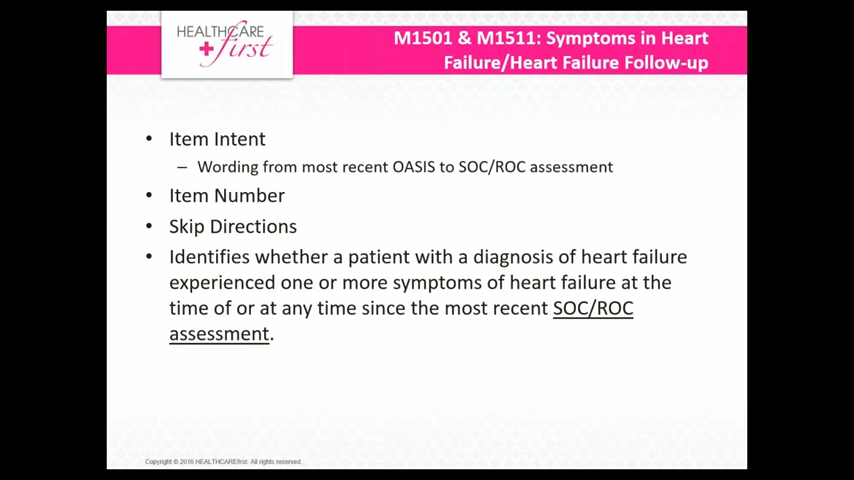 HEALTHCARE
first
M1501 & M1511: Symptoms in Heart
Failure/Heart Failure Follow-up
• Item Intent
– Wording from most recent OASIS to SOC/ROC assessment
• Item Number
• Skip Directions
• Identifies whether a patient with a diagnosis of heart failure
experienced one or more symptoms of heart failure at the
time of or at any time since the most recent SOC/ROC
assessment.
Copyright © 2016 HEALTHCAREfirst. All rights reserved.